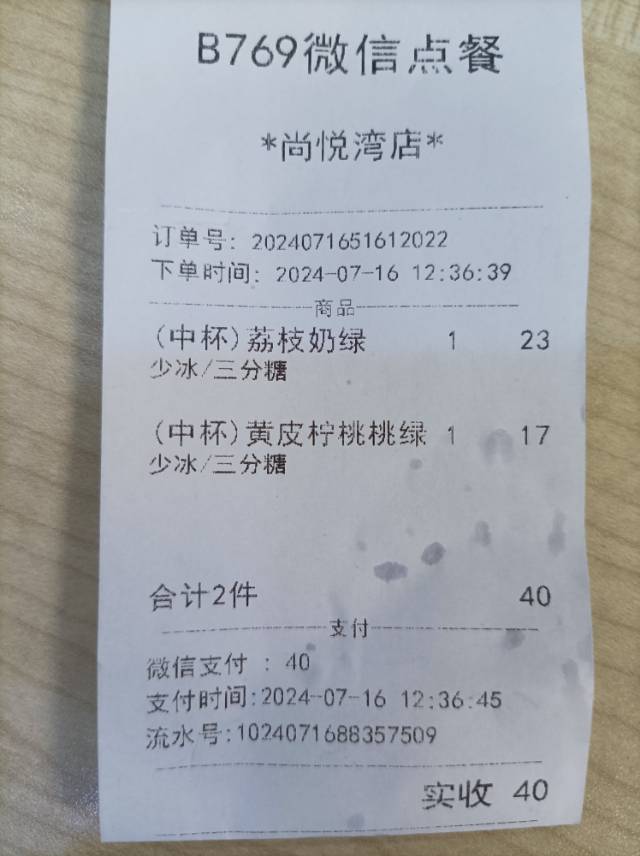 B769微信点餐
*尚悦湾店*
订单号: 2024071651612022
下单时间: 2024-07-16 12:36:39
商品
(中杯)荔枝奶绿 1 23
少冰/三分糖
(中杯)黄皮柠桃桃绿 1 17
少冰/三分糖
合计2件 40
支付
微信支付 : 40
支付时间:2024-07-16 12:36:45
流水号:1024071688357509
实收 40